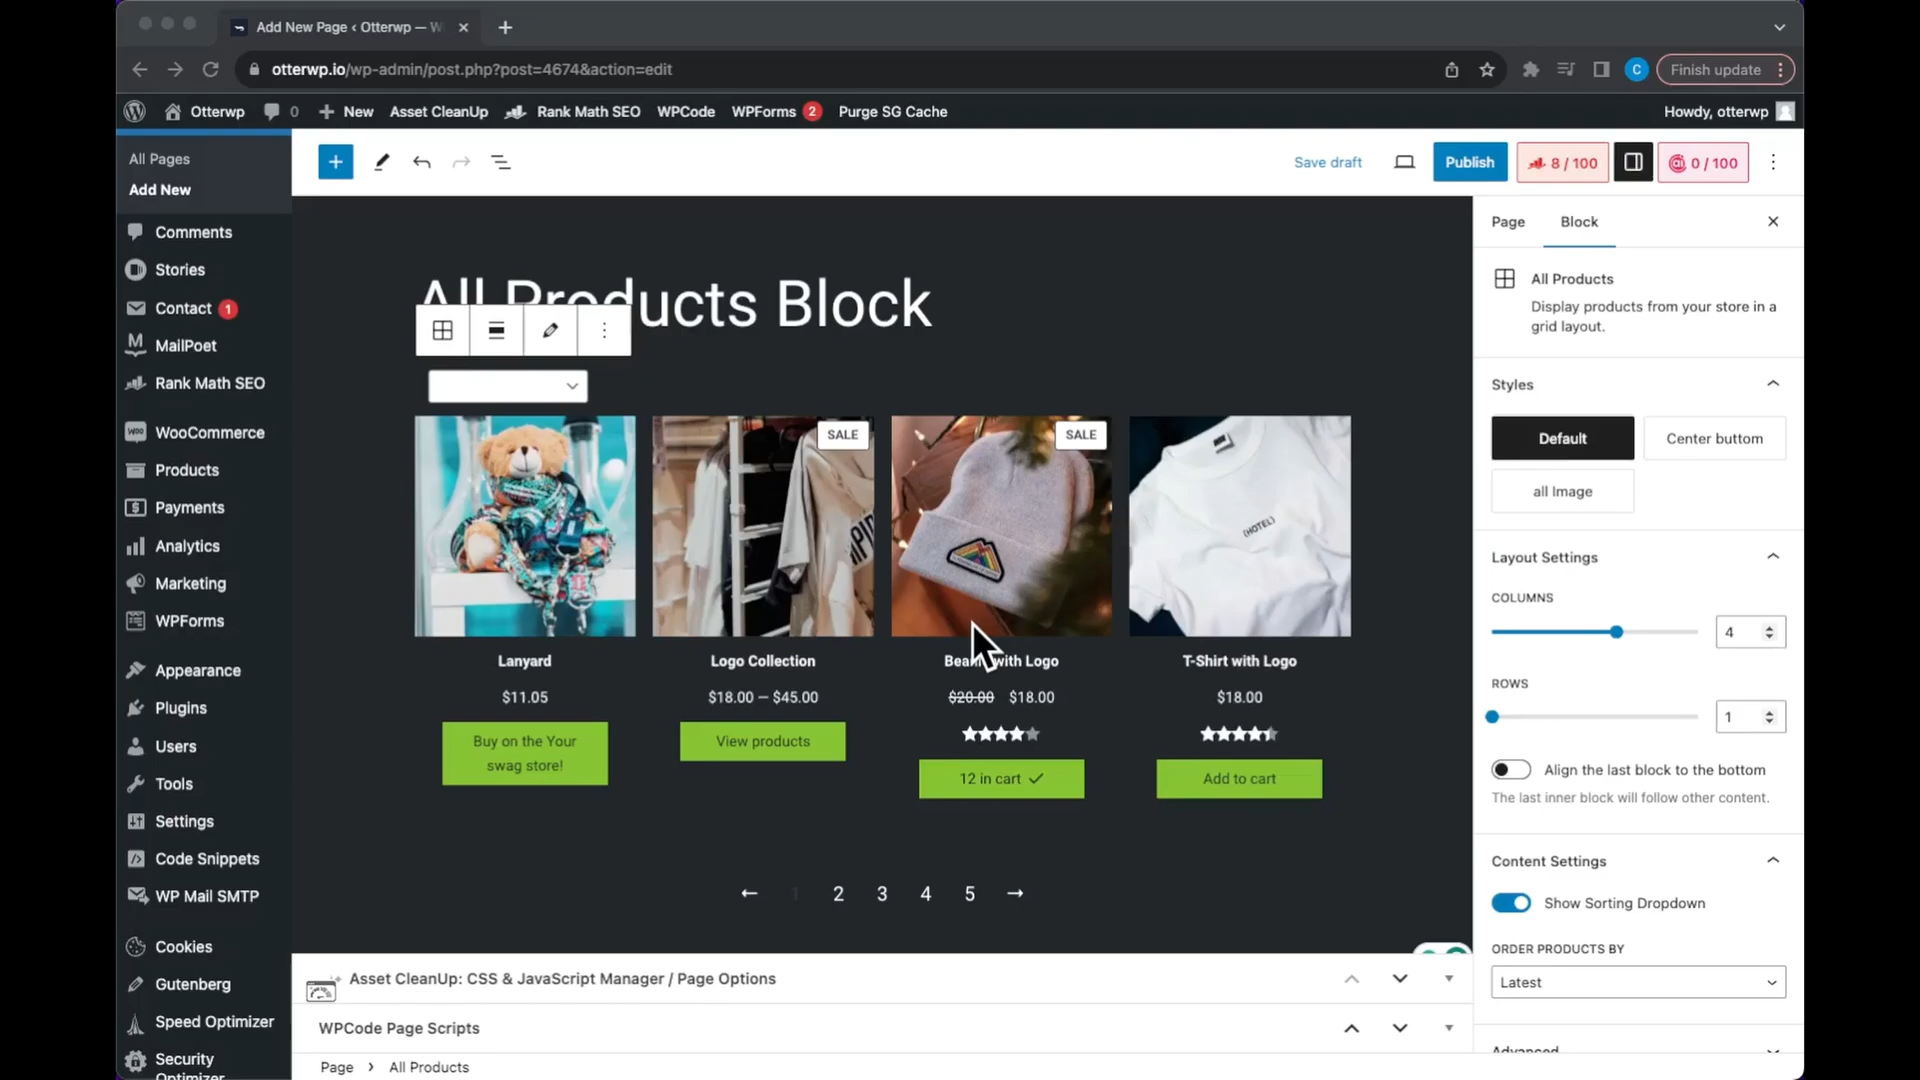 Add New Page ‹ Otterwp — W
otterwp.io/wp-admin/post.php?post=4674&action=edit
C
Finish update
Otterwp
0
New
Asset CleanUp
Rank Math SEO
WPCode
WPForms 2
Purge SG Cache
Howdy, otterwp
All Pages
Add New
Comments
Stories
Contact 1
MailPoet
Rank Math SEO
WooCommerce
Products
Payments
Analytics
Marketing
WPForms
Appearance
Plugins
Users
Tools
Settings
Code Snippets
WP Mail SMTP
Cookies
Gutenberg
Speed Optimizer
Security
Optimizer
Save draft
Publish
8 / 100
0 / 100
All Products Block
SALE
SALE
(HOTEL)
Lanyard
Logo Collection
Beanie with Logo
T-Shirt with Logo
$11.05
$18.00 — $45.00
$20.00 $18.00
$18.00
Buy on the Your
swag store!
View products
12 in cart ✓
Add to cart
← 1 2 3 4 5 →
Asset CleanUp: CSS & JavaScript Manager / Page Options
WPCode Page Scripts
Page › All Products
Page
Block
All Products
Display products from your store in a
grid layout.
Styles
Default
Center buttom
all Image
Layout Settings
COLUMNS
4
ROWS
1
Align the last block to the bottom
The last inner block will follow other content.
Content Settings
Show Sorting Dropdown
ORDER PRODUCTS BY
Latest
Advanced